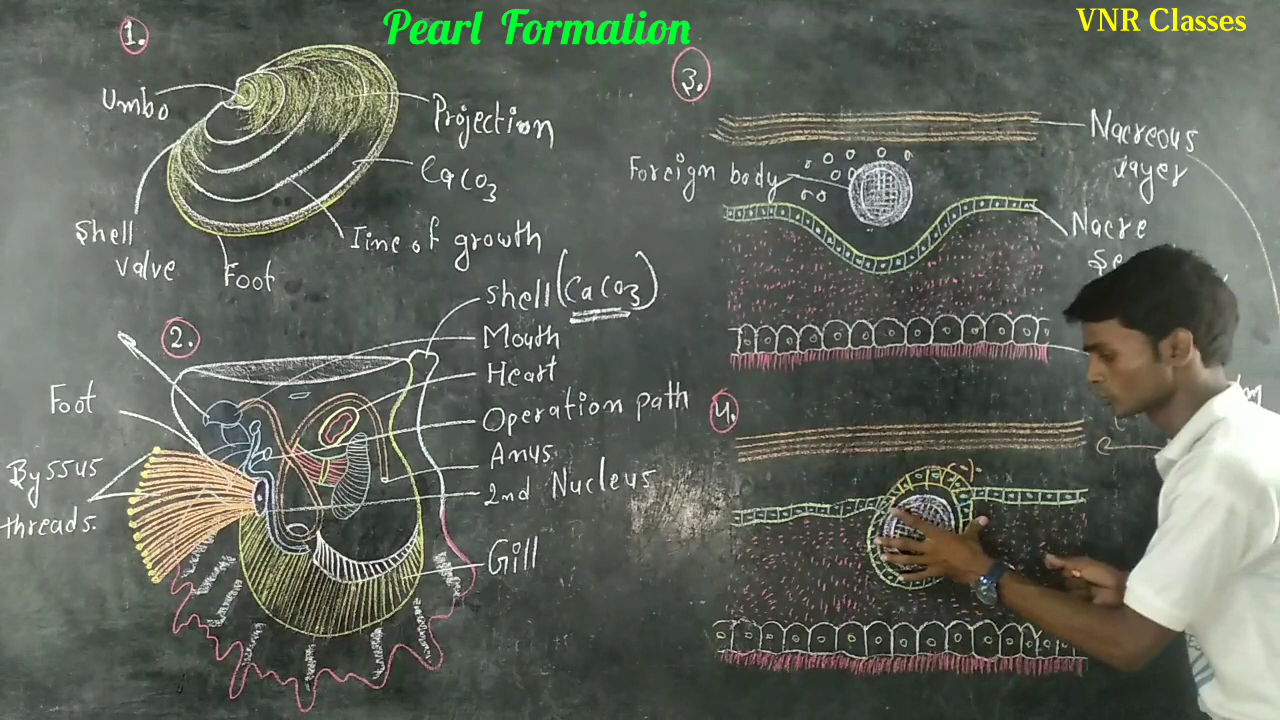 Pearl Formation
VNR Classes
1.
Umbo
Projection
CaCO3
Line of growth
Shell
valve
Foot
2.
Shell (CaCO3)
Mouth
Heart
Operation path
Anus
2nd Nucleus
Gill
Foot
Byssus
threads.
3.
Foreign body
Nacreous
layer
Nacre
4.